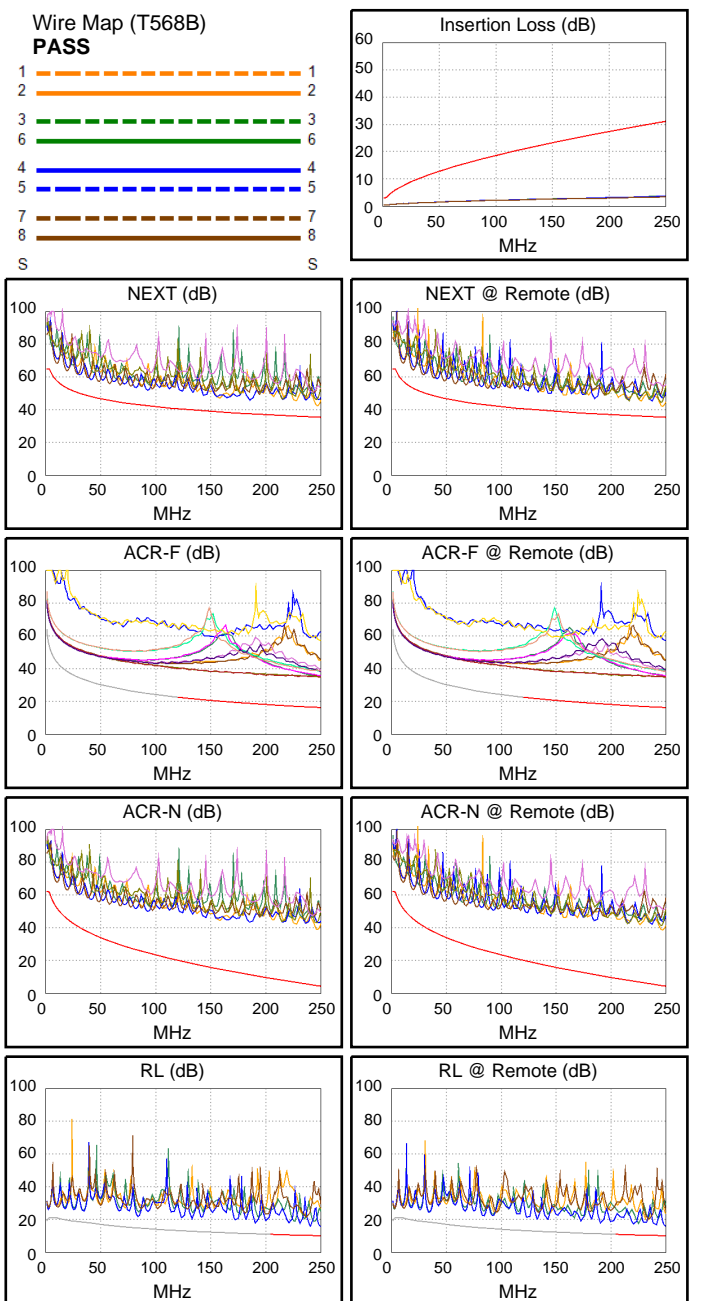 Wire Map (T568B)
PASS
1 1
2 2
3 3
6 6
4 4
5 5
7 7
8 8
S S
Insertion Loss (dB)
60
50
40
30
20
10
0
0 50 100 150 200 250
MHz
NEXT (dB)
100
80
60
40
20
0
0 50 100 150 200 250
MHz
NEXT @ Remote (dB)
100
80
60
40
20
0
0 50 100 150 200 250
MHz
ACR-F (dB)
100
80
60
40
20
0
0 50 100 150 200 250
MHz
ACR-F @ Remote (dB)
100
80
60
40
20
0
0 50 100 150 200 250
MHz
ACR-N (dB)
100
80
60
40
20
0
0 50 100 150 200 250
MHz
ACR-N @ Remote (dB)
100
80
60
40
20
0
0 50 100 150 200 250
MHz
RL (dB)
100
80
60
40
20
0
0 50 100 150 200 250
MHz
RL @ Remote (dB)
100
80
60
40
20
0
0 50 100 150 200 250
MHz